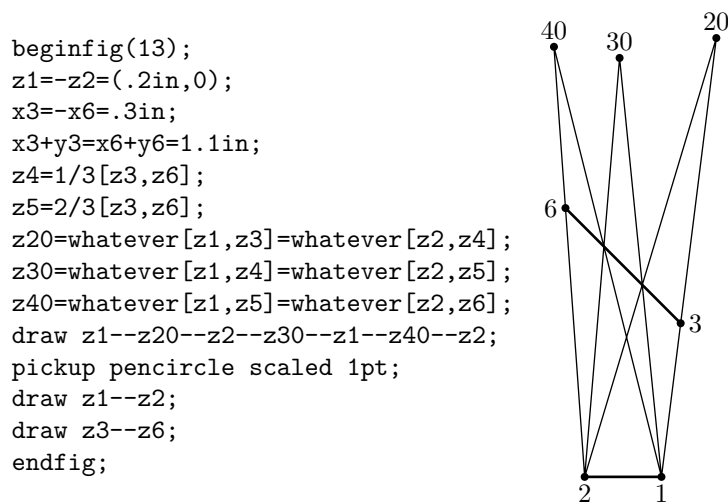 beginfig(13);
z1=-z2=(.2in,0);
x3=-x6=.3in;
x3+y3=x6+y6=1.1in;
z4=1/3[z3,z6];
z5=2/3[z3,z6];
z20=whatever[z1,z3]=whatever[z2,z4];
z30=whatever[z1,z4]=whatever[z2,z5];
z40=whatever[z1,z5]=whatever[z2,z6];
draw z1--z20--z2--z30--z1--z40--z2;
pickup pencircle scaled 1pt;
draw z1--z2;
draw z3--z6;
endfig;
20
40
30
6
3
2
1